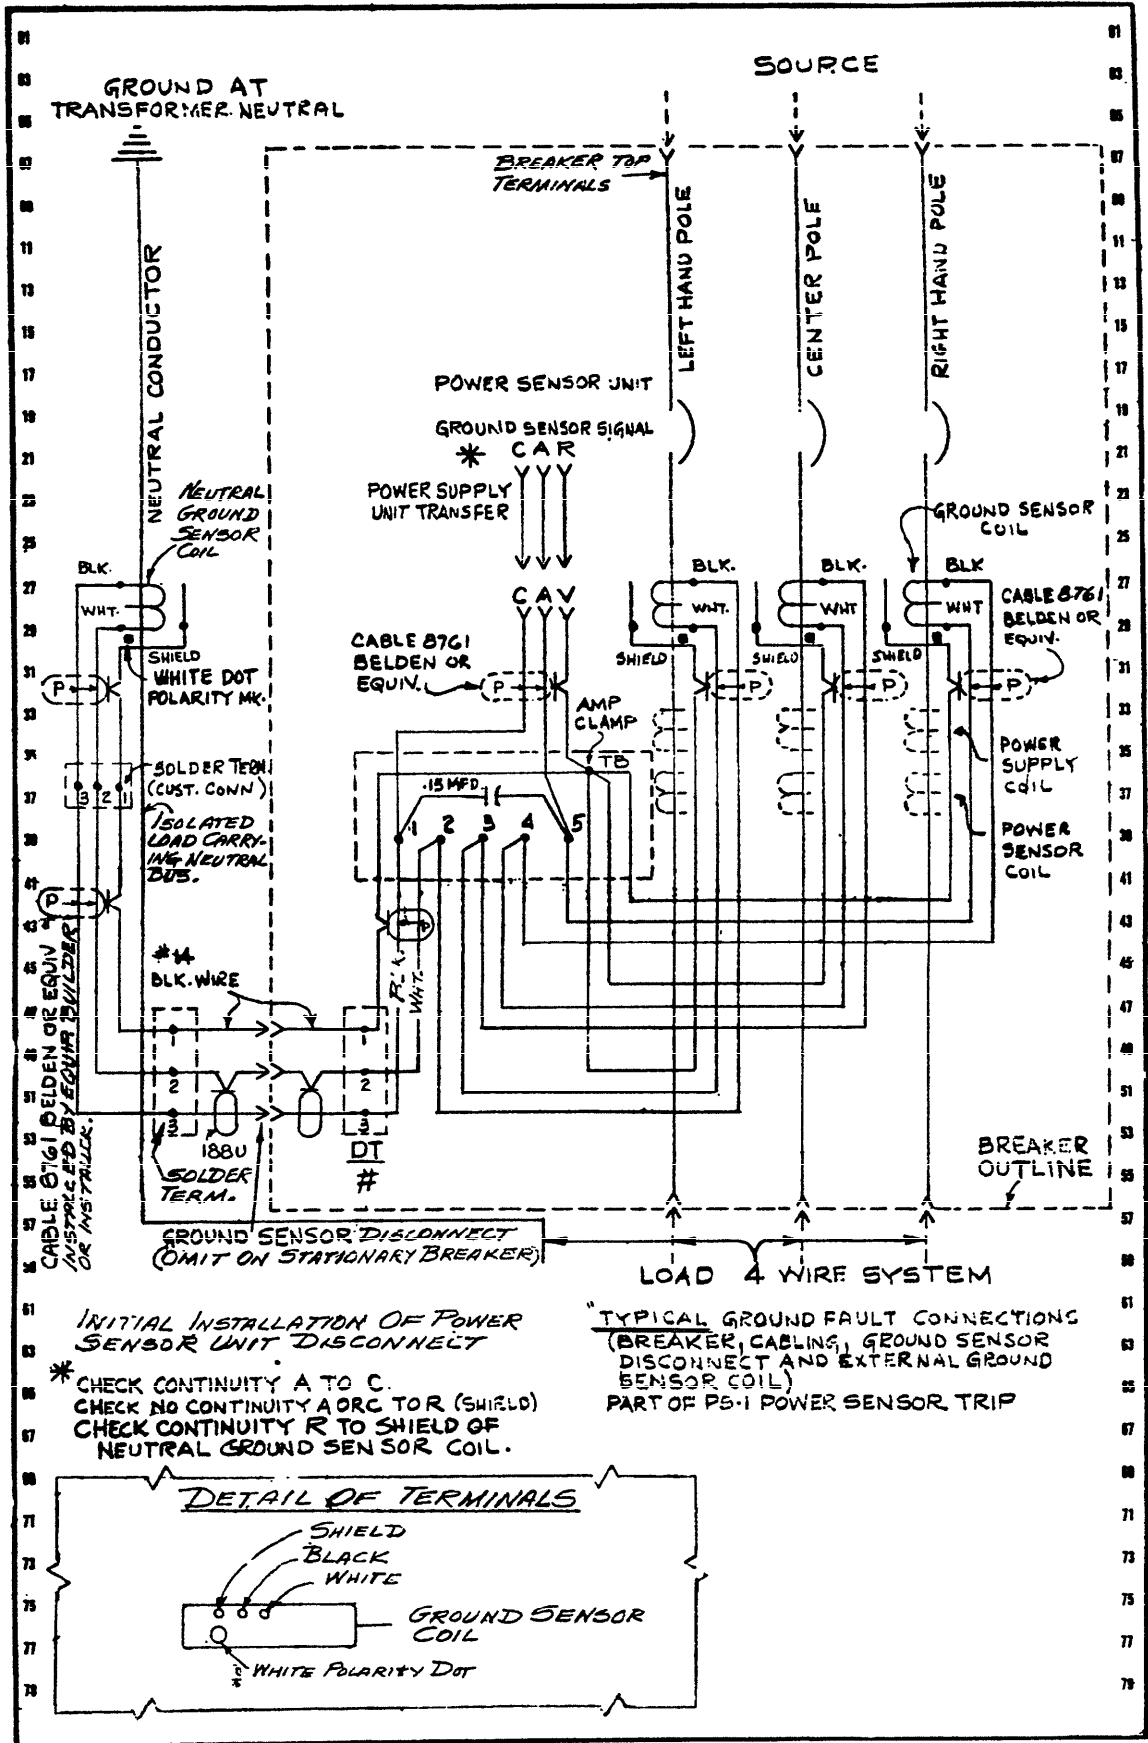 SOURCE
GROUND AT
TRANSFORMER NEUTRAL
BREAKER TOP
TERMINALS
LEFT HAND POLE
CENTER POLE
RIGHT HAND POLE
NEUTRAL CONDUCTOR
POWER SENSOR UNIT
GROUND SENSOR SIGNAL
* C A R
POWER SUPPLY
UNIT TRANSFER
C A V
NEUTRAL
GROUND
SENSOR
COIL
GROUND SENSOR
COIL
BLK.
WHT.
SHIELD
WHITE DOT
POLARITY MK.
BLK.
WHT.
SHIELD
BLK.
WHT
SHIELD
BLK
WHT
SHIELD
CABLE 8761
BELDEN OR
EQUIV.
CABLE 8761
BELDEN OR
EQUIV.
P
P
P
P
P
AMP
CLAMP
TB
.15 MFD.
1 2 3 4 5
POWER
SUPPLY
COIL
POWER
SENSOR
COIL
SOLDER TERM.
(CUST. CONN)
3 2 1
ISOLATED
LOAD CARRY-
ING NEUTRAL
BUS.
P
P
#14
BLK. WIRE
BLK.
WHT.
1
2
3
1
2
3
188U
SOLDER
TERM.
DT
#
CABLE 8761 BELDEN OR EQUIV
INSTALLED BY EQUIP. BUILDER
OR INSTALLER.
BREAKER
OUTLINE
GROUND SENSOR DISCONNECT
(OMIT ON STATIONARY BREAKER)
LOAD 4 WIRE SYSTEM
INITIAL INSTALLATION OF POWER
SENSOR UNIT DISCONNECT
* CHECK CONTINUITY A TO C.
CHECK NO CONTINUITY A OR C TO R (SHIELD)
CHECK CONTINUITY R TO SHIELD OF
NEUTRAL GROUND SENSOR COIL.
"TYPICAL GROUND FAULT CONNECTIONS
(BREAKER, CABLING, GROUND SENSOR
DISCONNECT AND EXTERNAL GROUND
SENSOR COIL)
PART OF PS-1 POWER SENSOR TRIP
DETAIL OF TERMINALS
SHIELD
BLACK
WHITE
GROUND SENSOR
COIL
WHITE POLARITY DOT